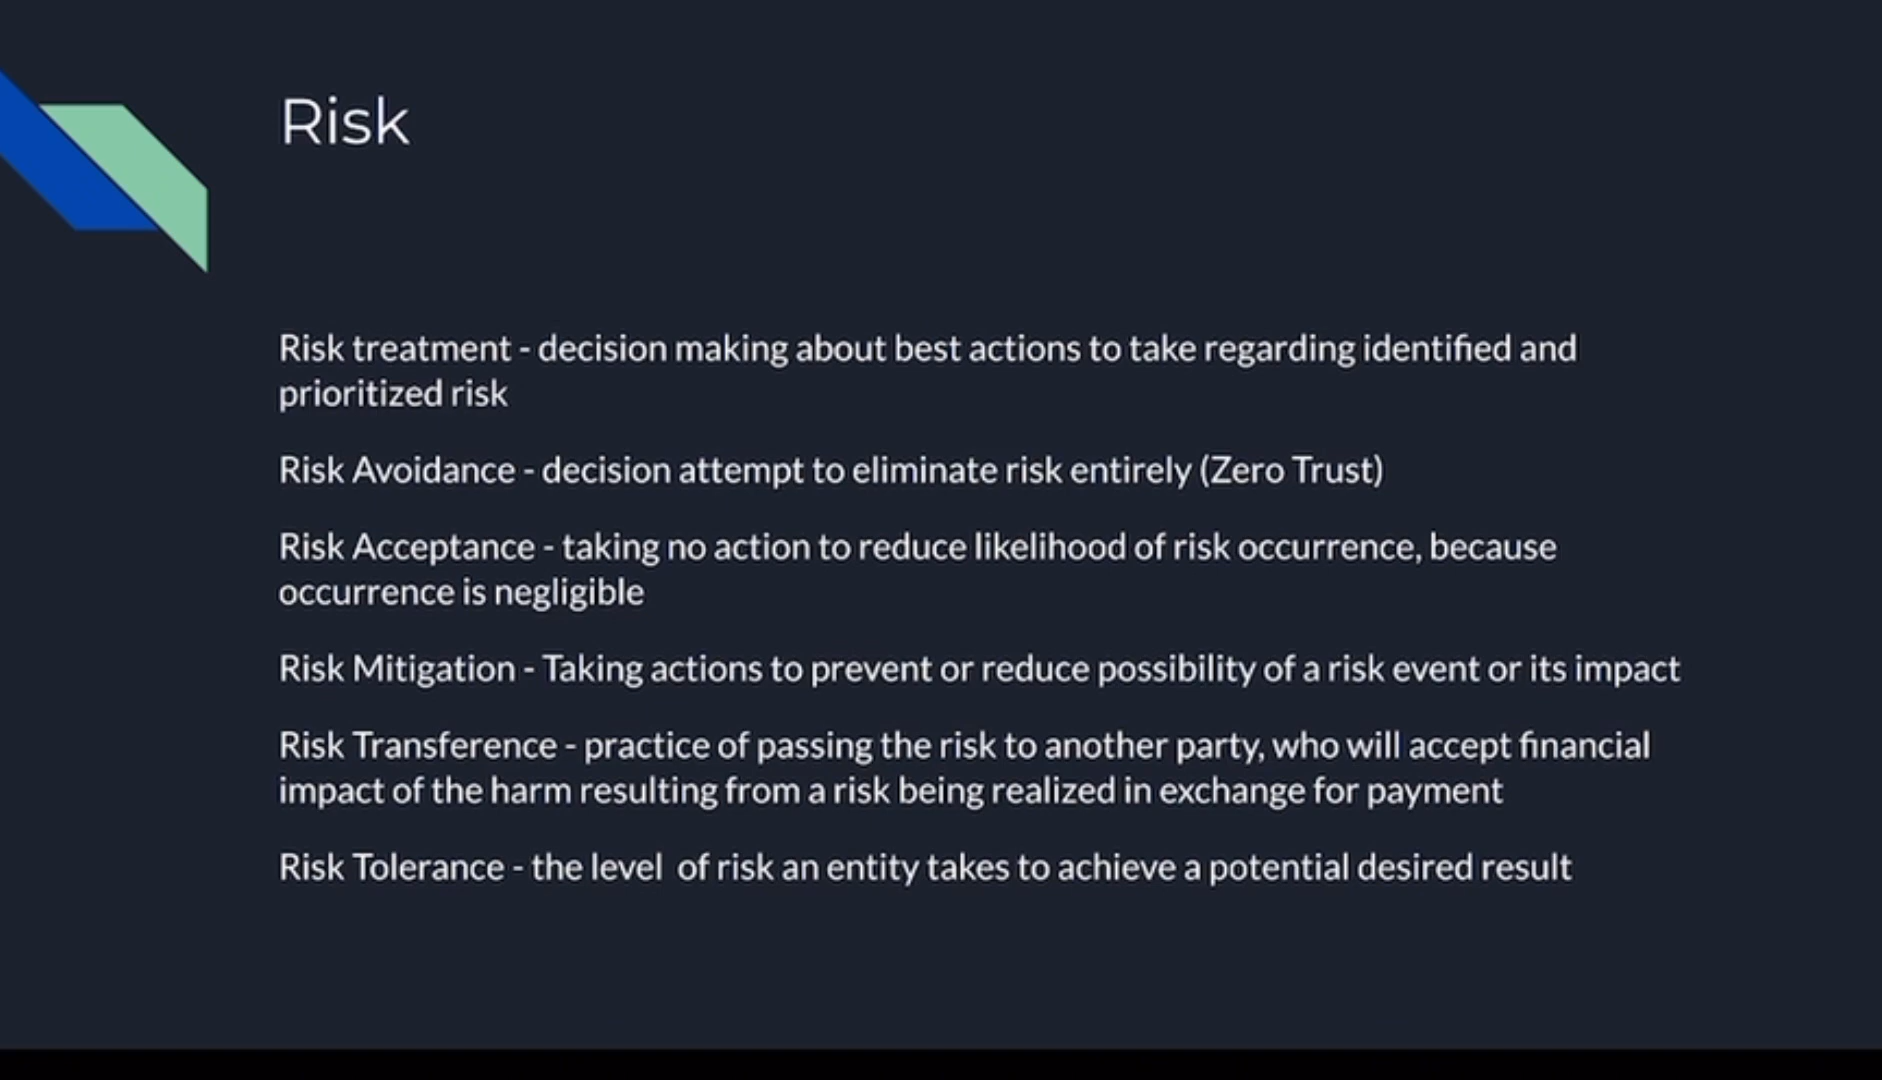 Risk
Risk treatment - decision making about best actions to take regarding identified and
prioritized risk
Risk Avoidance - decision attempt to eliminate risk entirely (Zero Trust)
Risk Acceptance - taking no action to reduce likelihood of risk occurrence, because
occurrence is negligible
Risk Mitigation - Taking actions to prevent or reduce possibility of a risk event or its impact
Risk Transference - practice of passing the risk to another party, who will accept financial
impact of the harm resulting from a risk being realized in exchange for payment
Risk Tolerance - the level  of risk an entity takes to achieve a potential desired result